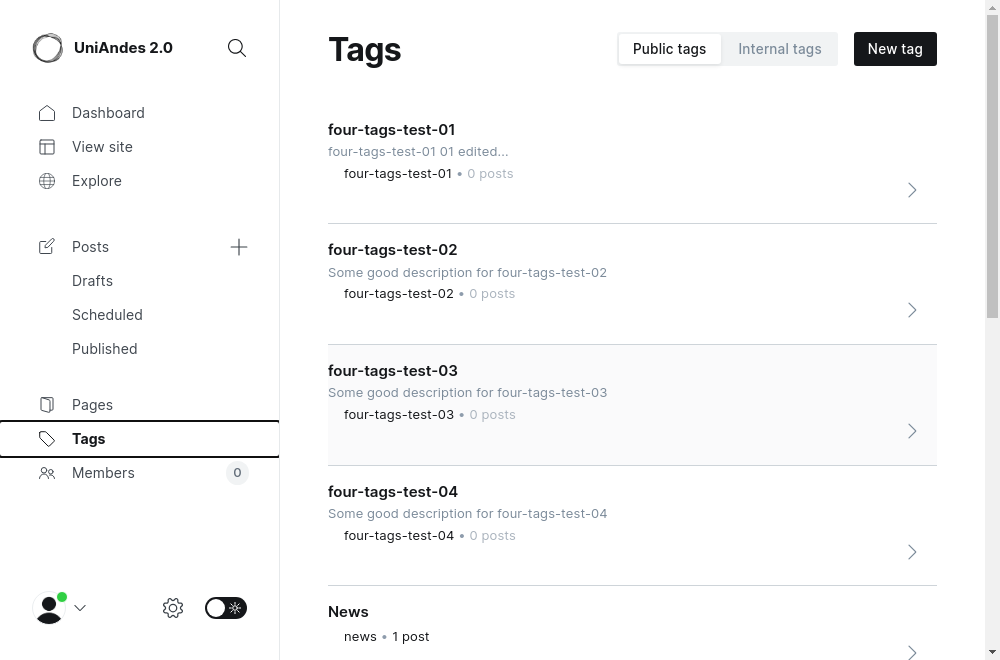 UniAndes 2.0
Dashboard
View site
Explore
Posts
Drafts
Scheduled
Published
Pages
Tags
Members
0
Tags
Public tags
Internal tags
New tag
four-tags-test-01
four-tags-test-01 01 edited...
four-tags-test-01 • 0 posts
four-tags-test-02
Some good description for four-tags-test-02
four-tags-test-02 • 0 posts
four-tags-test-03
Some good description for four-tags-test-03
four-tags-test-03 • 0 posts
four-tags-test-04
Some good description for four-tags-test-04
four-tags-test-04 • 0 posts
News
news • 1 post